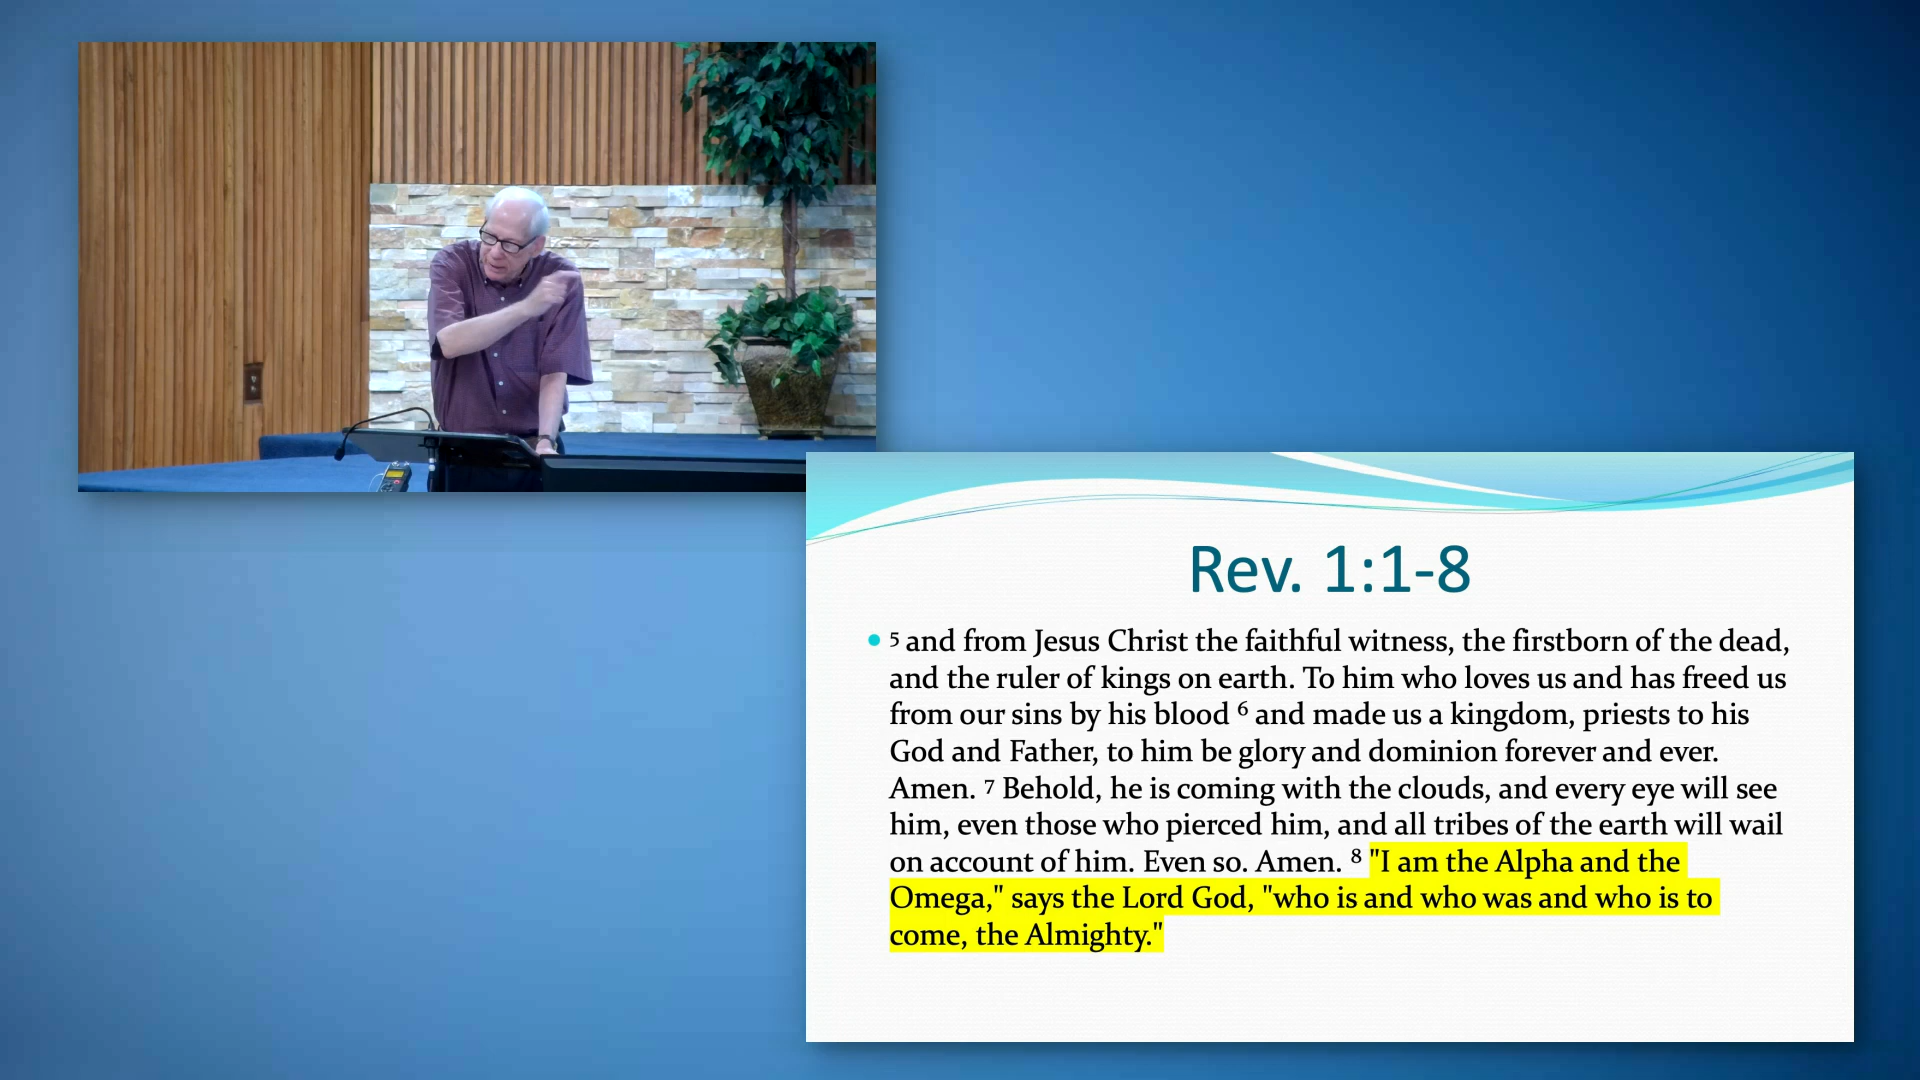 Rev. 1:1-8
• ⁵ and from Jesus Christ the faithful witness, the firstborn of the dead,
and the ruler of kings on earth. To him who loves us and has freed us
from our sins by his blood ⁶ and made us a kingdom, priests to his
God and Father, to him be glory and dominion forever and ever.
Amen. ⁷ Behold, he is coming with the clouds, and every eye will see
him, even those who pierced him, and all tribes of the earth will wail
on account of him. Even so. Amen. ⁸ "I am the Alpha and the
Omega," says the Lord God, "who is and who was and who is to
come, the Almighty."